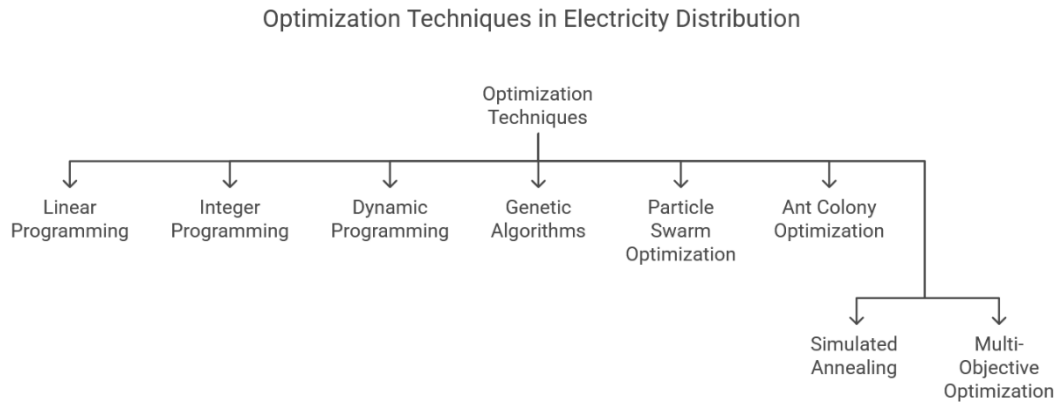 Optimization Techniques in Electricity Distribution
Optimization
Techniques
Linear
Programming
Integer
Programming
Dynamic
Programming
Genetic
Algorithms
Particle
Swarm
Optimization
Ant Colony
Optimization
Simulated
Annealing
Multi-
Objective
Optimization